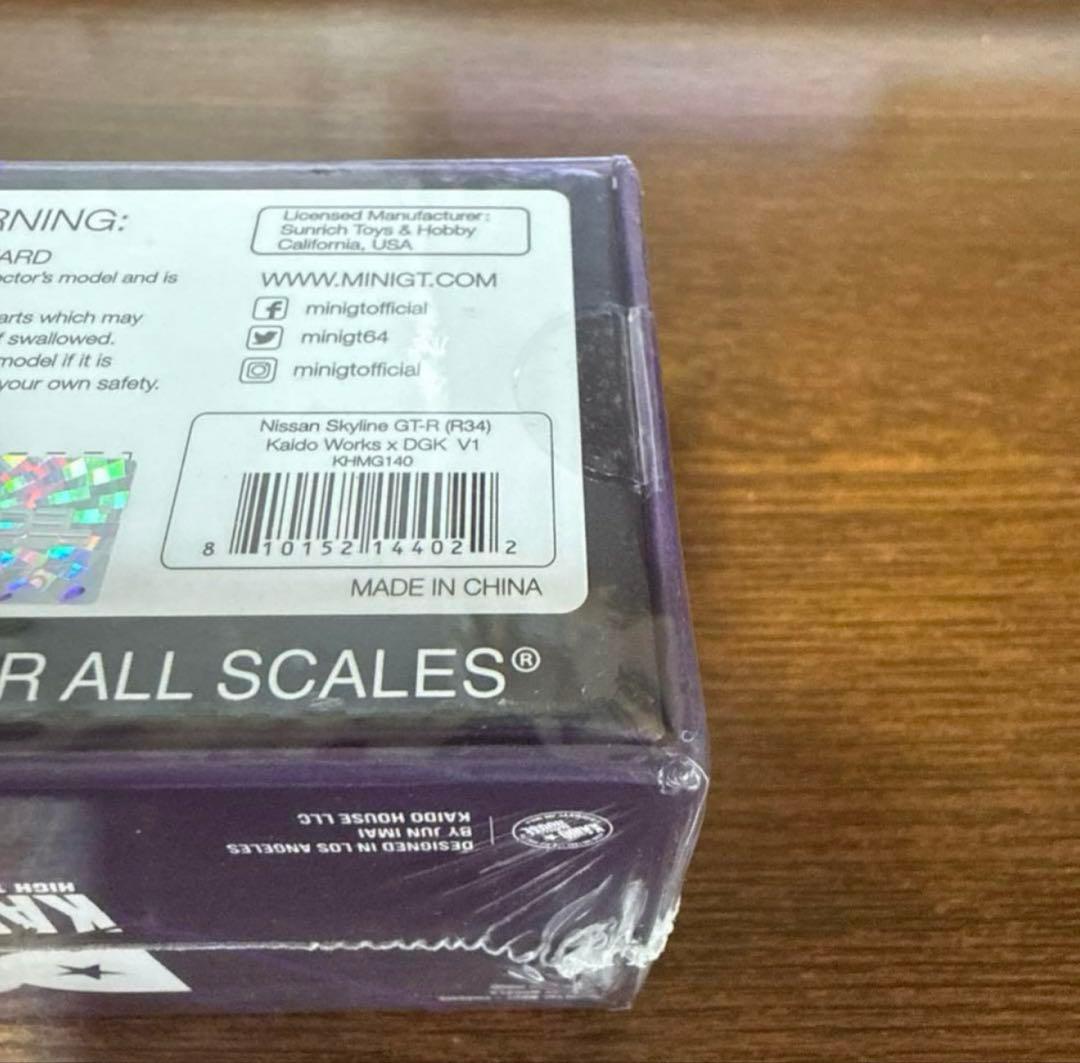 RNING:
ARD
ctor's model and is
arts which may
f swallowed.
model if it is
your own safety.
Licensed Manufacturer:
Sunrich Toys & Hobby
California, USA
WWW.MINIGT.COM
minigtofficial
minigt64
minigtofficial
Nissan Skyline GT-R (R34)
Kaido Works x DGK V1
KHMG140
8 10152 14402 2
MADE IN CHINA
R ALL SCALES®
DESIGNED IN LOS ANGELES
BY JUN IMAI
KAIDO HOUSE LLC
HIGH
KA